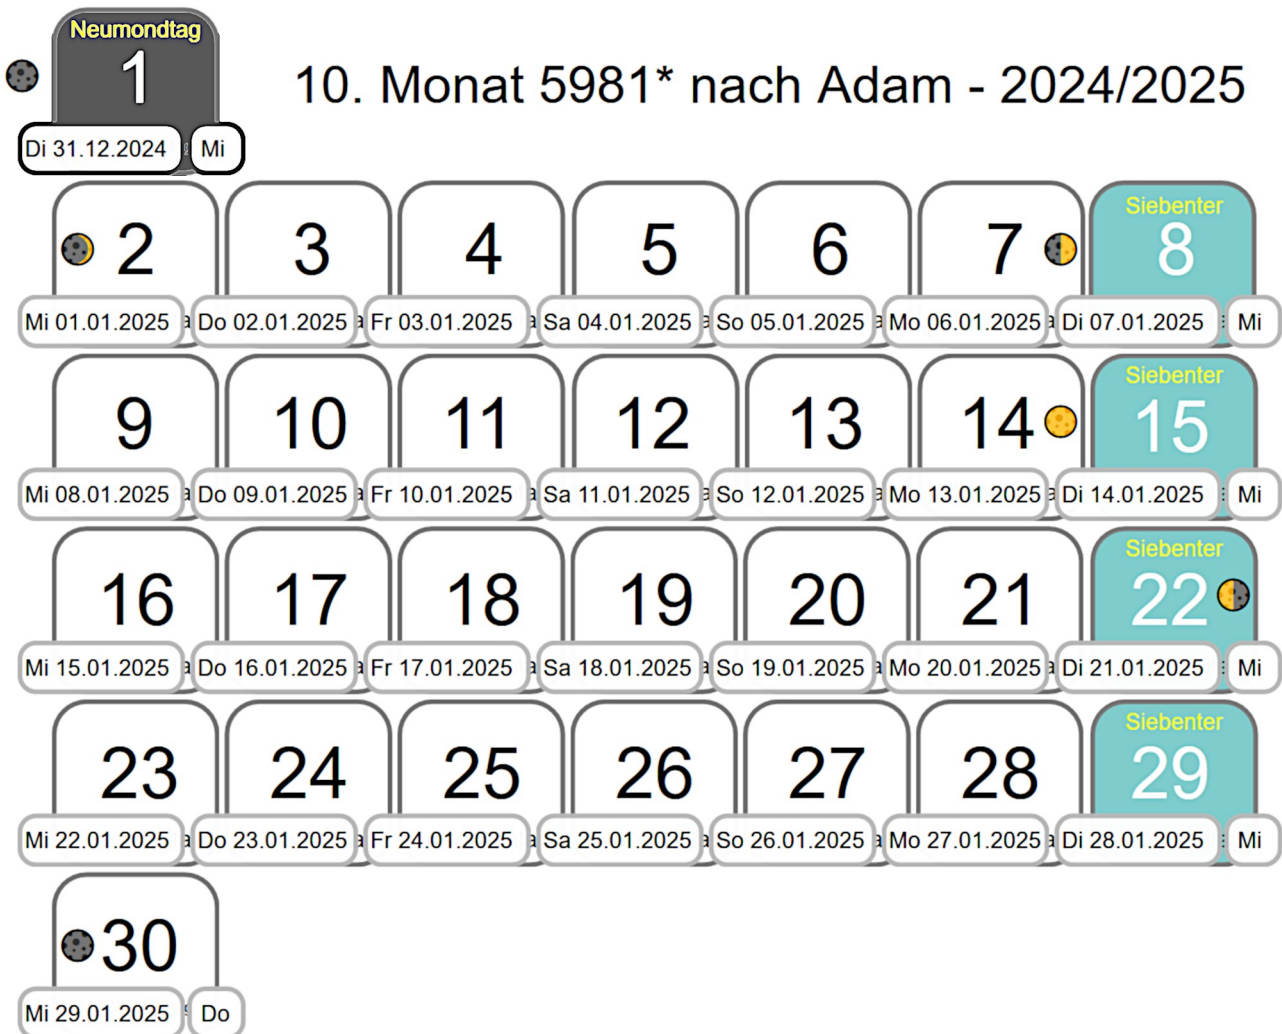 Neumondtag
1
10. Monat 5981* nach Adam - 2024/2025
Di 31.12.2024 Mi
2 3 4 5 6 7 Siebenter 8
Mi 01.01.2025 Do 02.01.2025 Fr 03.01.2025 Sa 04.01.2025 So 05.01.2025 Mo 06.01.2025 Di 07.01.2025 Mi
9 10 11 12 13 14 Siebenter 15
Mi 08.01.2025 Do 09.01.2025 Fr 10.01.2025 Sa 11.01.2025 So 12.01.2025 Mo 13.01.2025 Di 14.01.2025 Mi
16 17 18 19 20 21 Siebenter 22
Mi 15.01.2025 Do 16.01.2025 Fr 17.01.2025 Sa 18.01.2025 So 19.01.2025 Mo 20.01.2025 Di 21.01.2025 Mi
23 24 25 26 27 28 Siebenter 29
Mi 22.01.2025 Do 23.01.2025 Fr 24.01.2025 Sa 25.01.2025 So 26.01.2025 Mo 27.01.2025 Di 28.01.2025 Mi
30
Mi 29.01.2025 Do